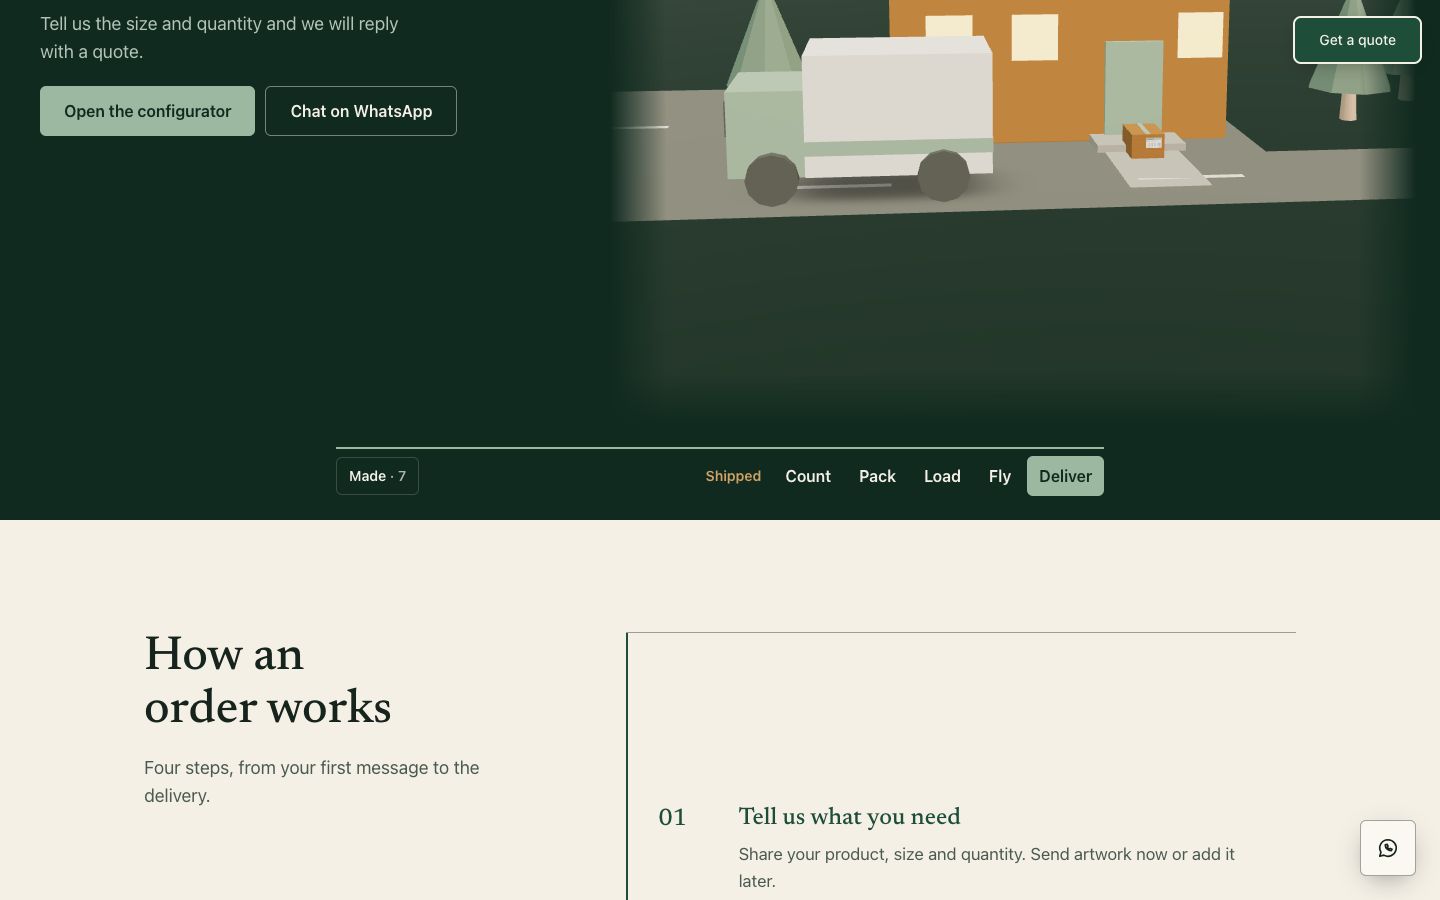 Tell us the size and quantity and we will reply
with a quote.
Get a quote
Open the configurator
Chat on WhatsApp
Made · 7
Shipped
Count
Pack
Load
Fly
Deliver
How an
order works
Four steps, from your first message to the
delivery.
01
Tell us what you need
Share your product, size and quantity. Send artwork now or add it
later.